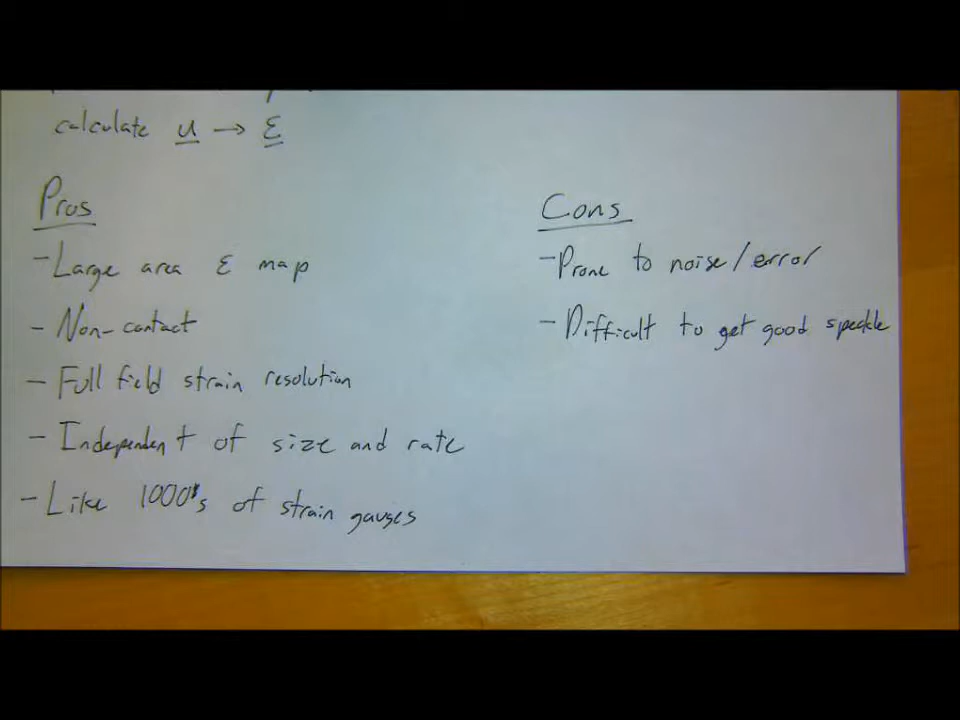 calculate u → ε
Pros
- Large area ε map
- Non-contact
- Full field strain resolution
- Independent of size and rate
- Like 1000's of strain gauges
Cons
- Prone to noise/error
- Difficult to get good speckle